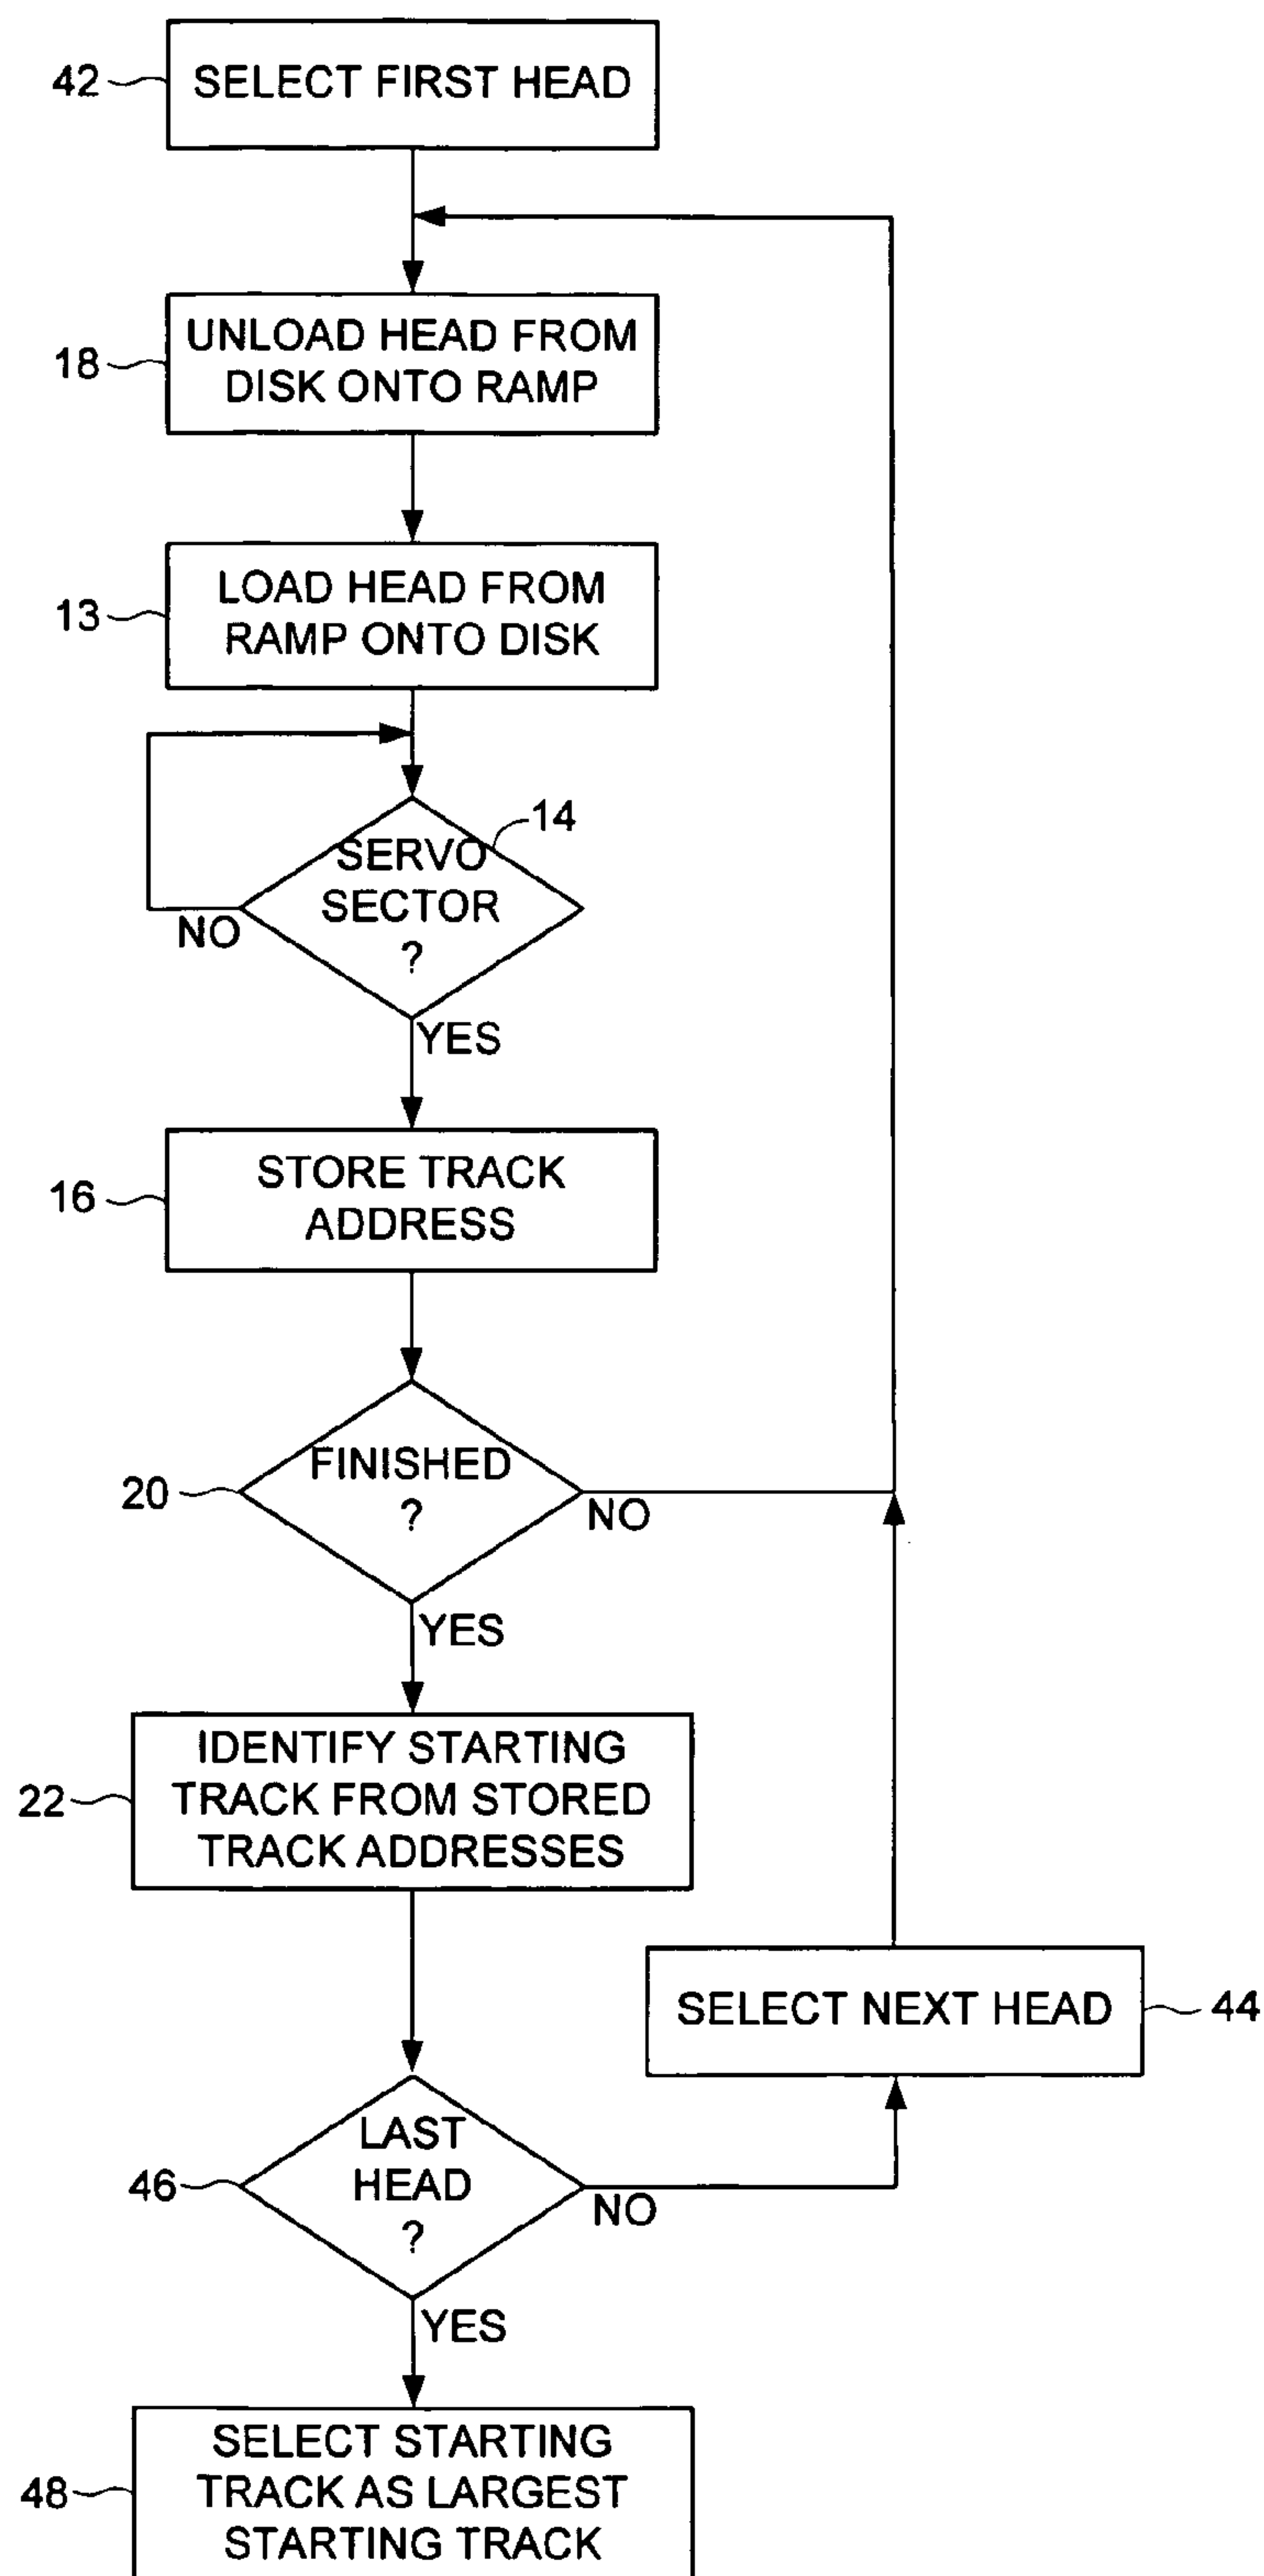 42
SELECT FIRST HEAD
18
UNLOAD HEAD FROM
DISK ONTO RAMP
13
LOAD HEAD FROM
RAMP ONTO DISK
14
SERVO
SECTOR
?
NO
YES
16
STORE TRACK
ADDRESS
20
FINISHED
?
NO
YES
22
IDENTIFY STARTING
TRACK FROM STORED
TRACK ADDRESSES
SELECT NEXT HEAD
44
46
LAST
HEAD
?
NO
YES
48
SELECT STARTING
TRACK AS LARGEST
STARTING TRACK